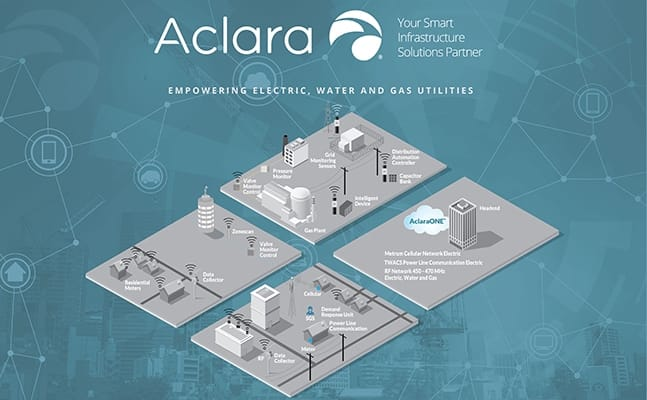 Aclara
Your Smart
Infrastructure
Solutions Partner
EMPOWERING ELECTRIC, WATER AND GAS UTILITIES
Grid
Monitoring
Sensors
Distribution
Automation
Controller
Pressure
Monitor
Capacitor
Bank
Valve
Monitor
Control
Intelligent
Device
Gas Plant
AclaraONE™
Headend
Metrum Cellular Network Electric
TWACS Power Line Communication Electric
RF Network 450 - 470 MHz
Electric, Water and Gas
Zonescan
Valve
Monitor
Control
Data
Collector
Residential
Meters
Cellular
Demand
Response Unit
Power Line
Communication
Meter
RF
Data
Collector